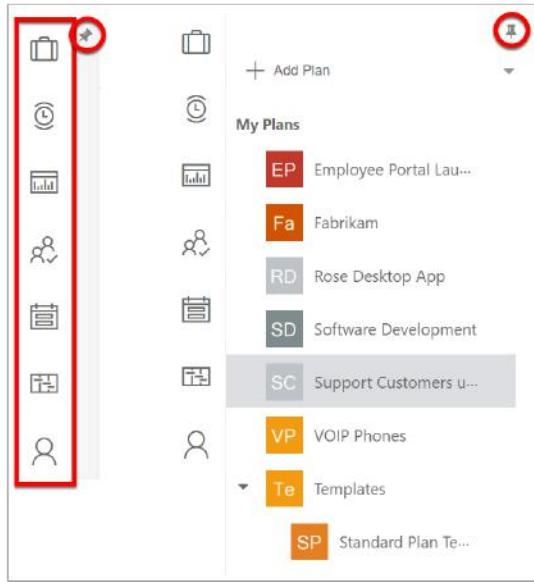 + Add Plan
My Plans
EP Employee Portal Lau...
Fa Fabrikam
RD Rose Desktop App
SD Software Development
SC Support Customers u...
VP VOIP Phones
Te Templates
SP Standard Plan Te...